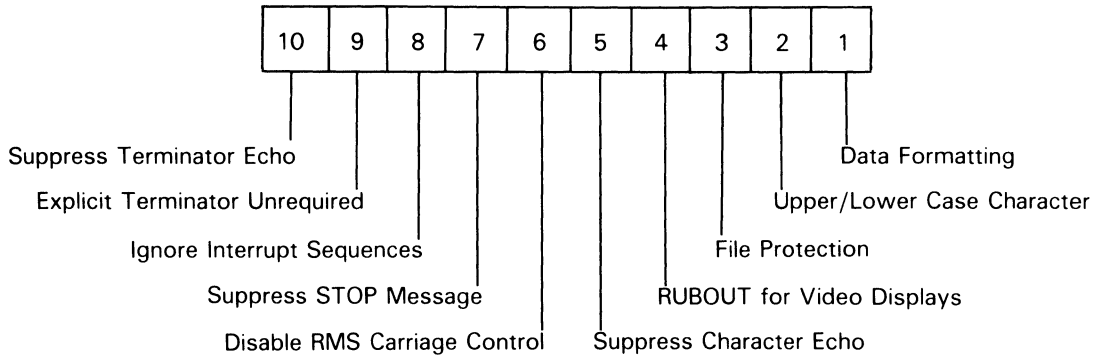 10 9 8 7 6 5 4 3 2 1
Suppress Terminator Echo
Data Formatting
Explicit Terminator Unrequired
Upper/Lower Case Character
Ignore Interrupt Sequences
File Protection
Suppress STOP Message
RUBOUT for Video Displays
Disable RMS Carriage Control
Suppress Character Echo